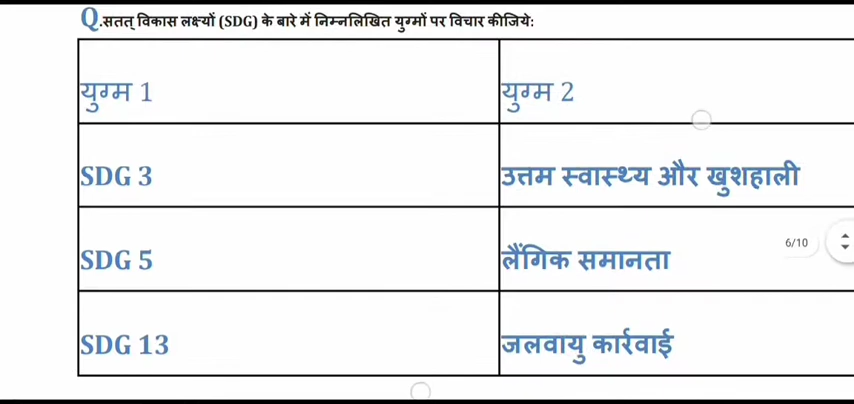 Q.सतत् विकास लक्ष्यों (SDG) के बारे में निम्नलिखित युग्मों पर विचार कीजिये:
युग्म 1 युग्म 2
SDG 3 उत्तम स्वास्थ्य और खुशहाली
6/10
SDG 5 लैंगिक समानता
SDG 13 जलवायु कार्रवाई